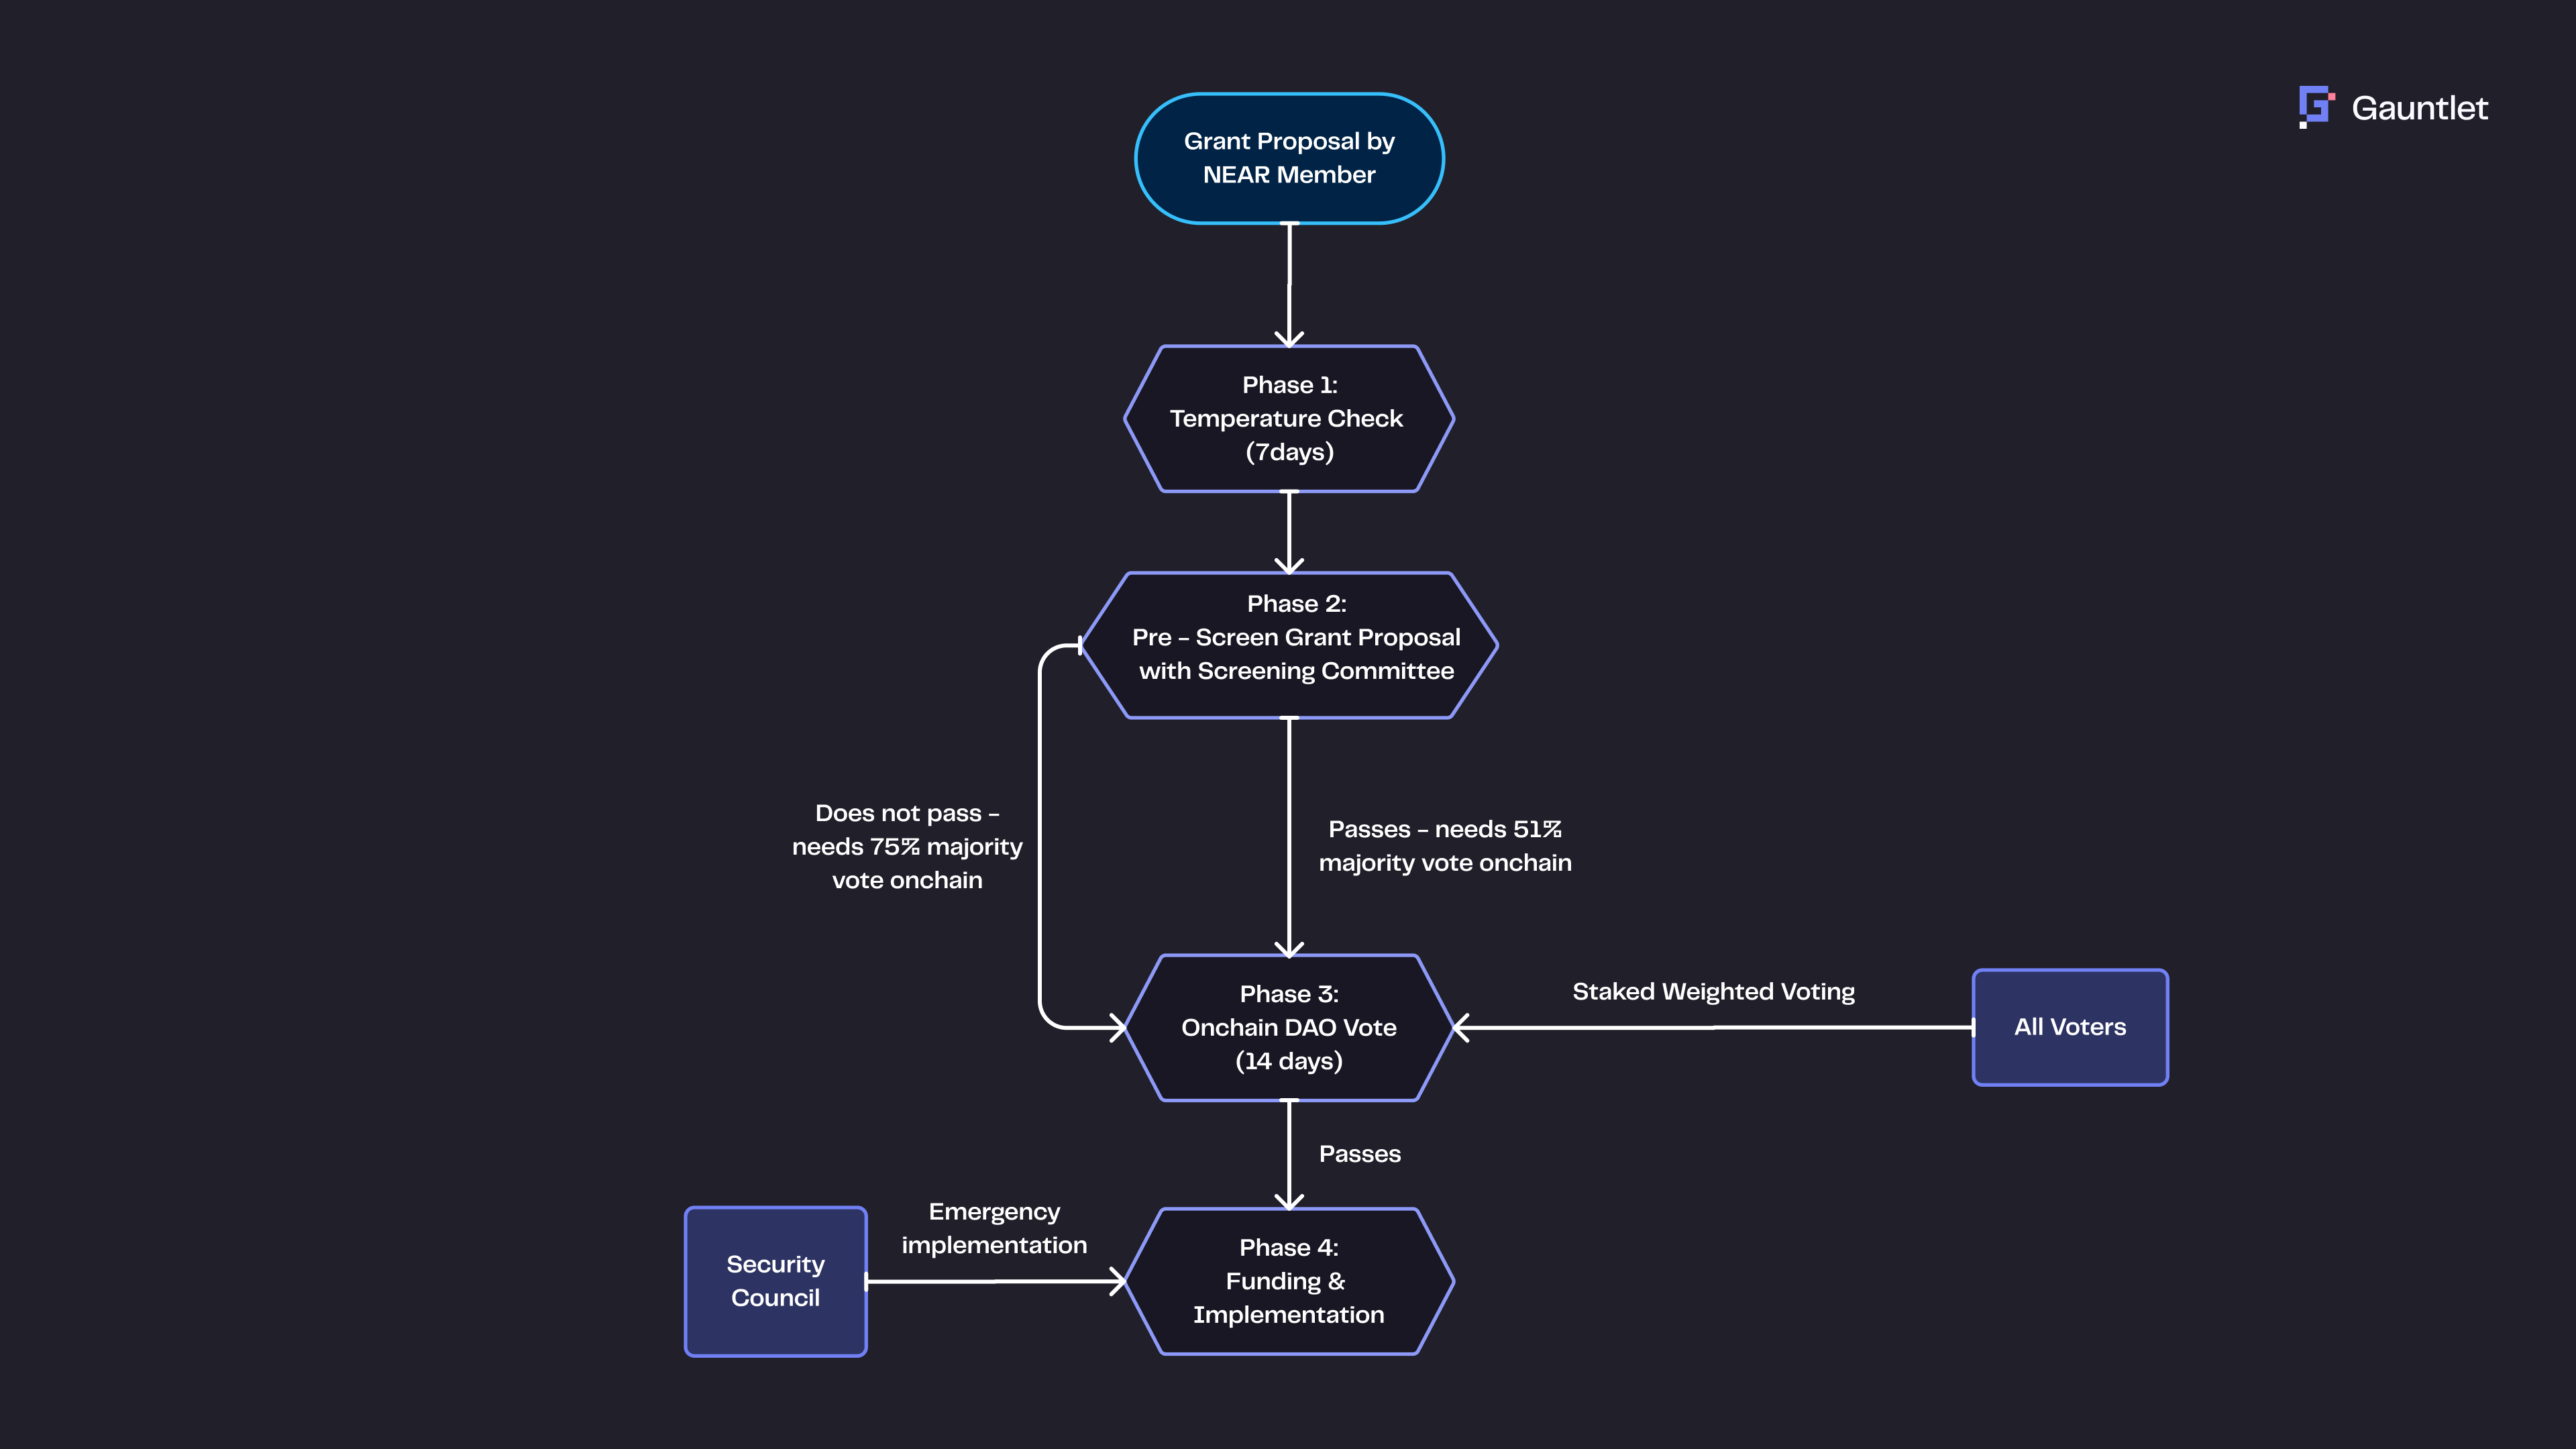 Gauntlet
Grant Proposal by
NEAR Member
Phase 1:
Temperature Check
(7days)
Phase 2:
Pre - Screen Grant Proposal
with Screening Committee
Does not pass -
needs 75% majority
vote onchain
Passes - needs 51%
majority vote onchain
Phase 3:
Onchain DAO Vote
(14 days)
Staked Weighted Voting
All Voters
Passes
Security
Council
Emergency
implementation
Phase 4:
Funding &
Implementation